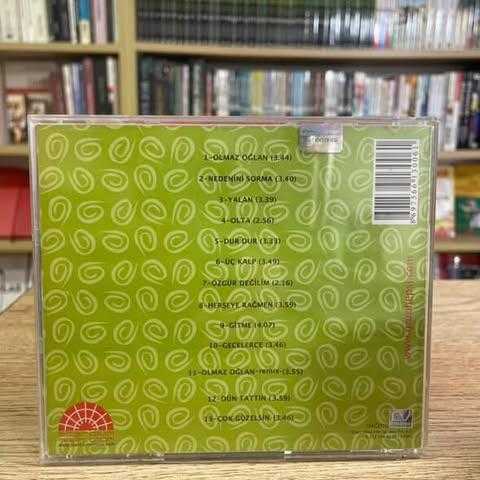 1-OLMAZ OĞLAN (3.44)
2-NEDENİNİ SORMA (3.40)
3-YALAN (3.39)
4-OLTA (2.56)
5-DUR DUR (3.33)
6-ÜÇ KALP (3.49)
7-ÖZGÜR DEĞİLİM (2.16)
8-HERŞEYE RAĞMEN (3.59)
9-GİTME (4.07)
10-GECELERCE (3.46)
11-OLMAZ OĞLAN-remix-(3.55)
12-DÜN TATTIN (3.59)
13-ÇOK GÜZELSİN (3.46)